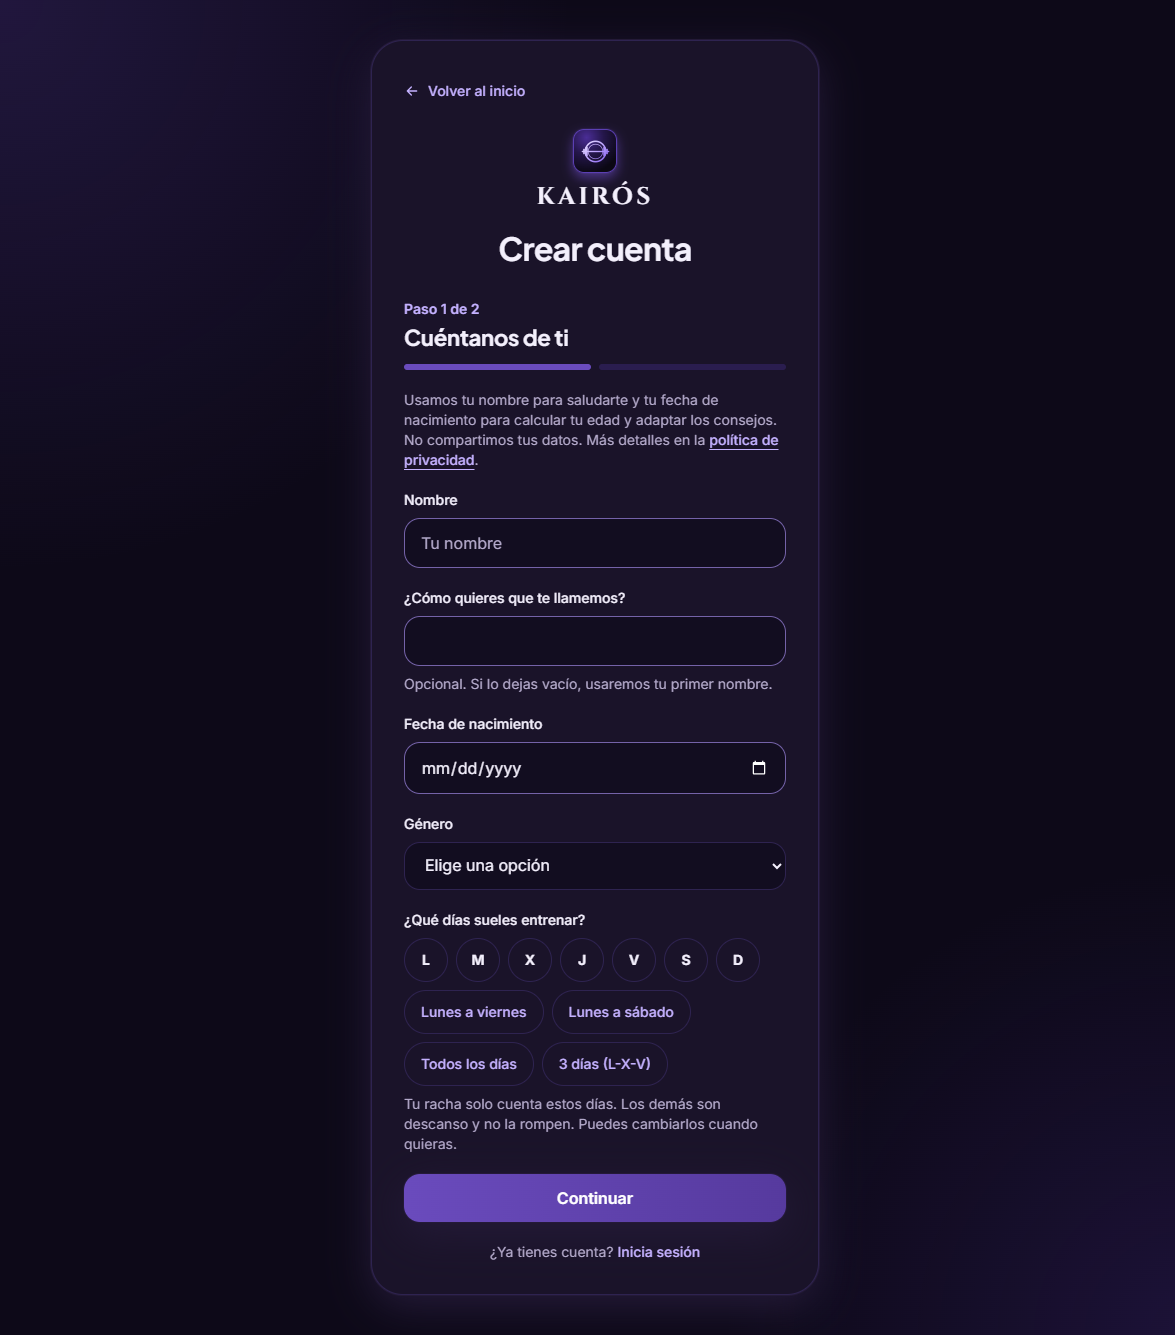 ← Volver al inicio
KAIRÓS
Crear cuenta
Paso 1 de 2
Cuéntanos de ti
Usamos tu nombre para saludarte y tu fecha de
nacimiento para calcular tu edad y adaptar los consejos.
No compartimos tus datos. Más detalles en la política de
privacidad.
Nombre
Tu nombre
¿Cómo quieres que te llamemos?
Opcional. Si lo dejas vacío, usaremos tu primer nombre.
Fecha de nacimiento
mm/dd/yyyy
Género
Elige una opción
¿Qué días sueles entrenar?
L M X J V S D
Lunes a viernes Lunes a sábado
Todos los días 3 días (L-X-V)
Tu racha solo cuenta estos días. Los demás son
descanso y no la rompen. Puedes cambiarlos cuando
quieras.
Continuar
¿Ya tienes cuenta? Inicia sesión